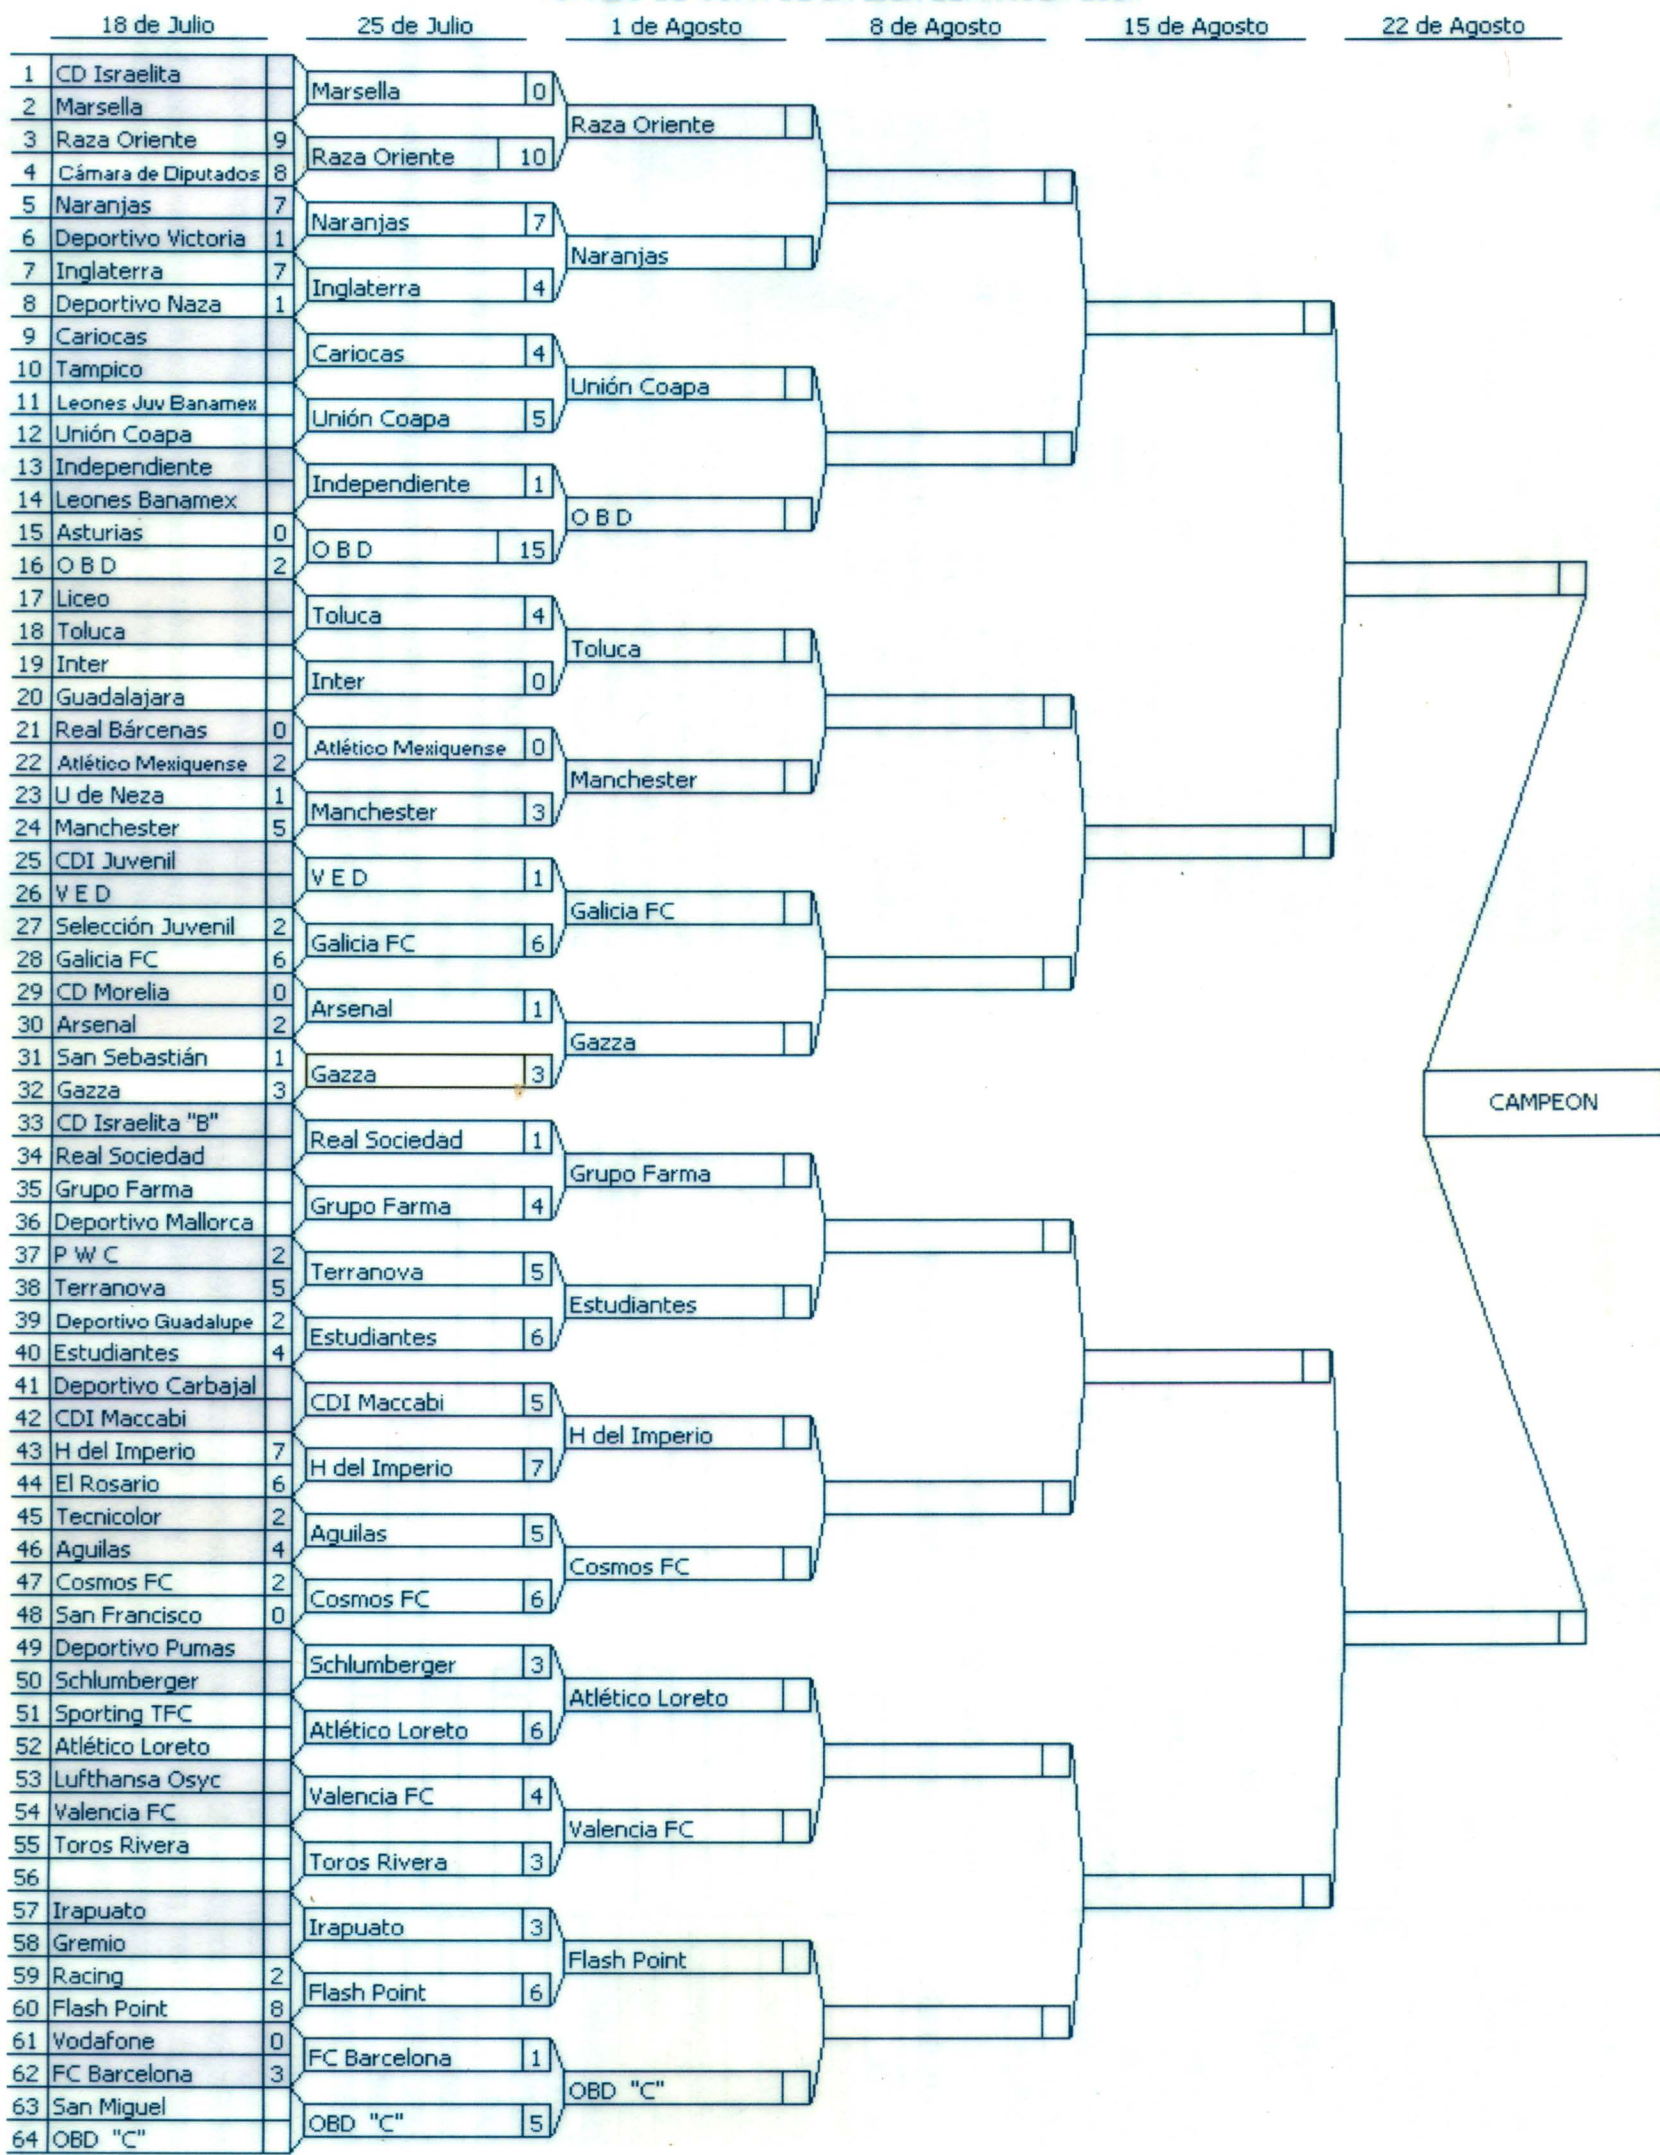 18 de Julio 25 de Julio 1 de Agosto 8 de Agosto 15 de Agosto 22 de Agosto
1 CD Israelita
2 Marsella
3 Raza Oriente 9
4 Cámara de Diputados 8
5 Naranjas 7
6 Deportivo Victoria 1
7 Inglaterra 7
8 Deportivo Naza 1
9 Cariocas
10 Tampico
11 Leones Juv Banamex
12 Unión Coapa
13 Independiente
14 Leones Banamex
15 Asturias 0
16 O B D 2
17 Liceo
18 Toluca
19 Inter
20 Guadalajara
21 Real Bárcenas 0
22 Atlético Mexiquense 2
23 U de Neza 1
24 Manchester 5
25 CDI Juvenil
26 V E D
27 Selección Juvenil 2
28 Galicia FC 6
29 CD Morelia 0
30 Arsenal 2
31 San Sebastián 1
32 Gazza 3
33 CD Israelita "B"
34 Real Sociedad
35 Grupo Farma
36 Deportivo Mallorca
37 P W C 2
38 Terranova 5
39 Deportivo Guadalupe 2
40 Estudiantes 4
41 Deportivo Carbajal
42 CDI Maccabi
43 H del Imperio 7
44 El Rosario 6
45 Tecnicolor 2
46 Aguilas 4
47 Cosmos FC 2
48 San Francisco 0
49 Deportivo Pumas
50 Schlumberger
51 Sporting TFC
52 Atlético Loreto
53 Lufthansa Osyc
54 Valencia FC
55 Toros Rivera
56
57 Irapuato
58 Gremio
59 Racing 2
60 Flash Point 8
61 Vodafone 0
62 FC Barcelona 3
63 San Miguel
64 OBD "C"
Marsella 0
Raza Oriente 10
Naranjas 7
Inglaterra 4
Cariocas 4
Unión Coapa 5
Independiente 1
O B D 15
Toluca 4
Inter 0
Atlético Mexiquense 0
Manchester 3
V E D 1
Galicia FC 6
Arsenal 1
Gazza 3
Real Sociedad 1
Grupo Farma 4
Terranova 5
Estudiantes 6
CDI Maccabi 5
H del Imperio 7
Aguilas 5
Cosmos FC 6
Schlumberger 3
Atlético Loreto 6
Valencia FC 4
Toros Rivera 3
Irapuato 3
Flash Point 6
FC Barcelona 1
OBD "C" 5
Raza Oriente
Naranjas
Unión Coapa
O B D
Toluca
Manchester
Galicia FC
Gazza
Grupo Farma
Estudiantes
H del Imperio
Cosmos FC
Atlético Loreto
Valencia FC
Flash Point
OBD "C"
CAMPEON